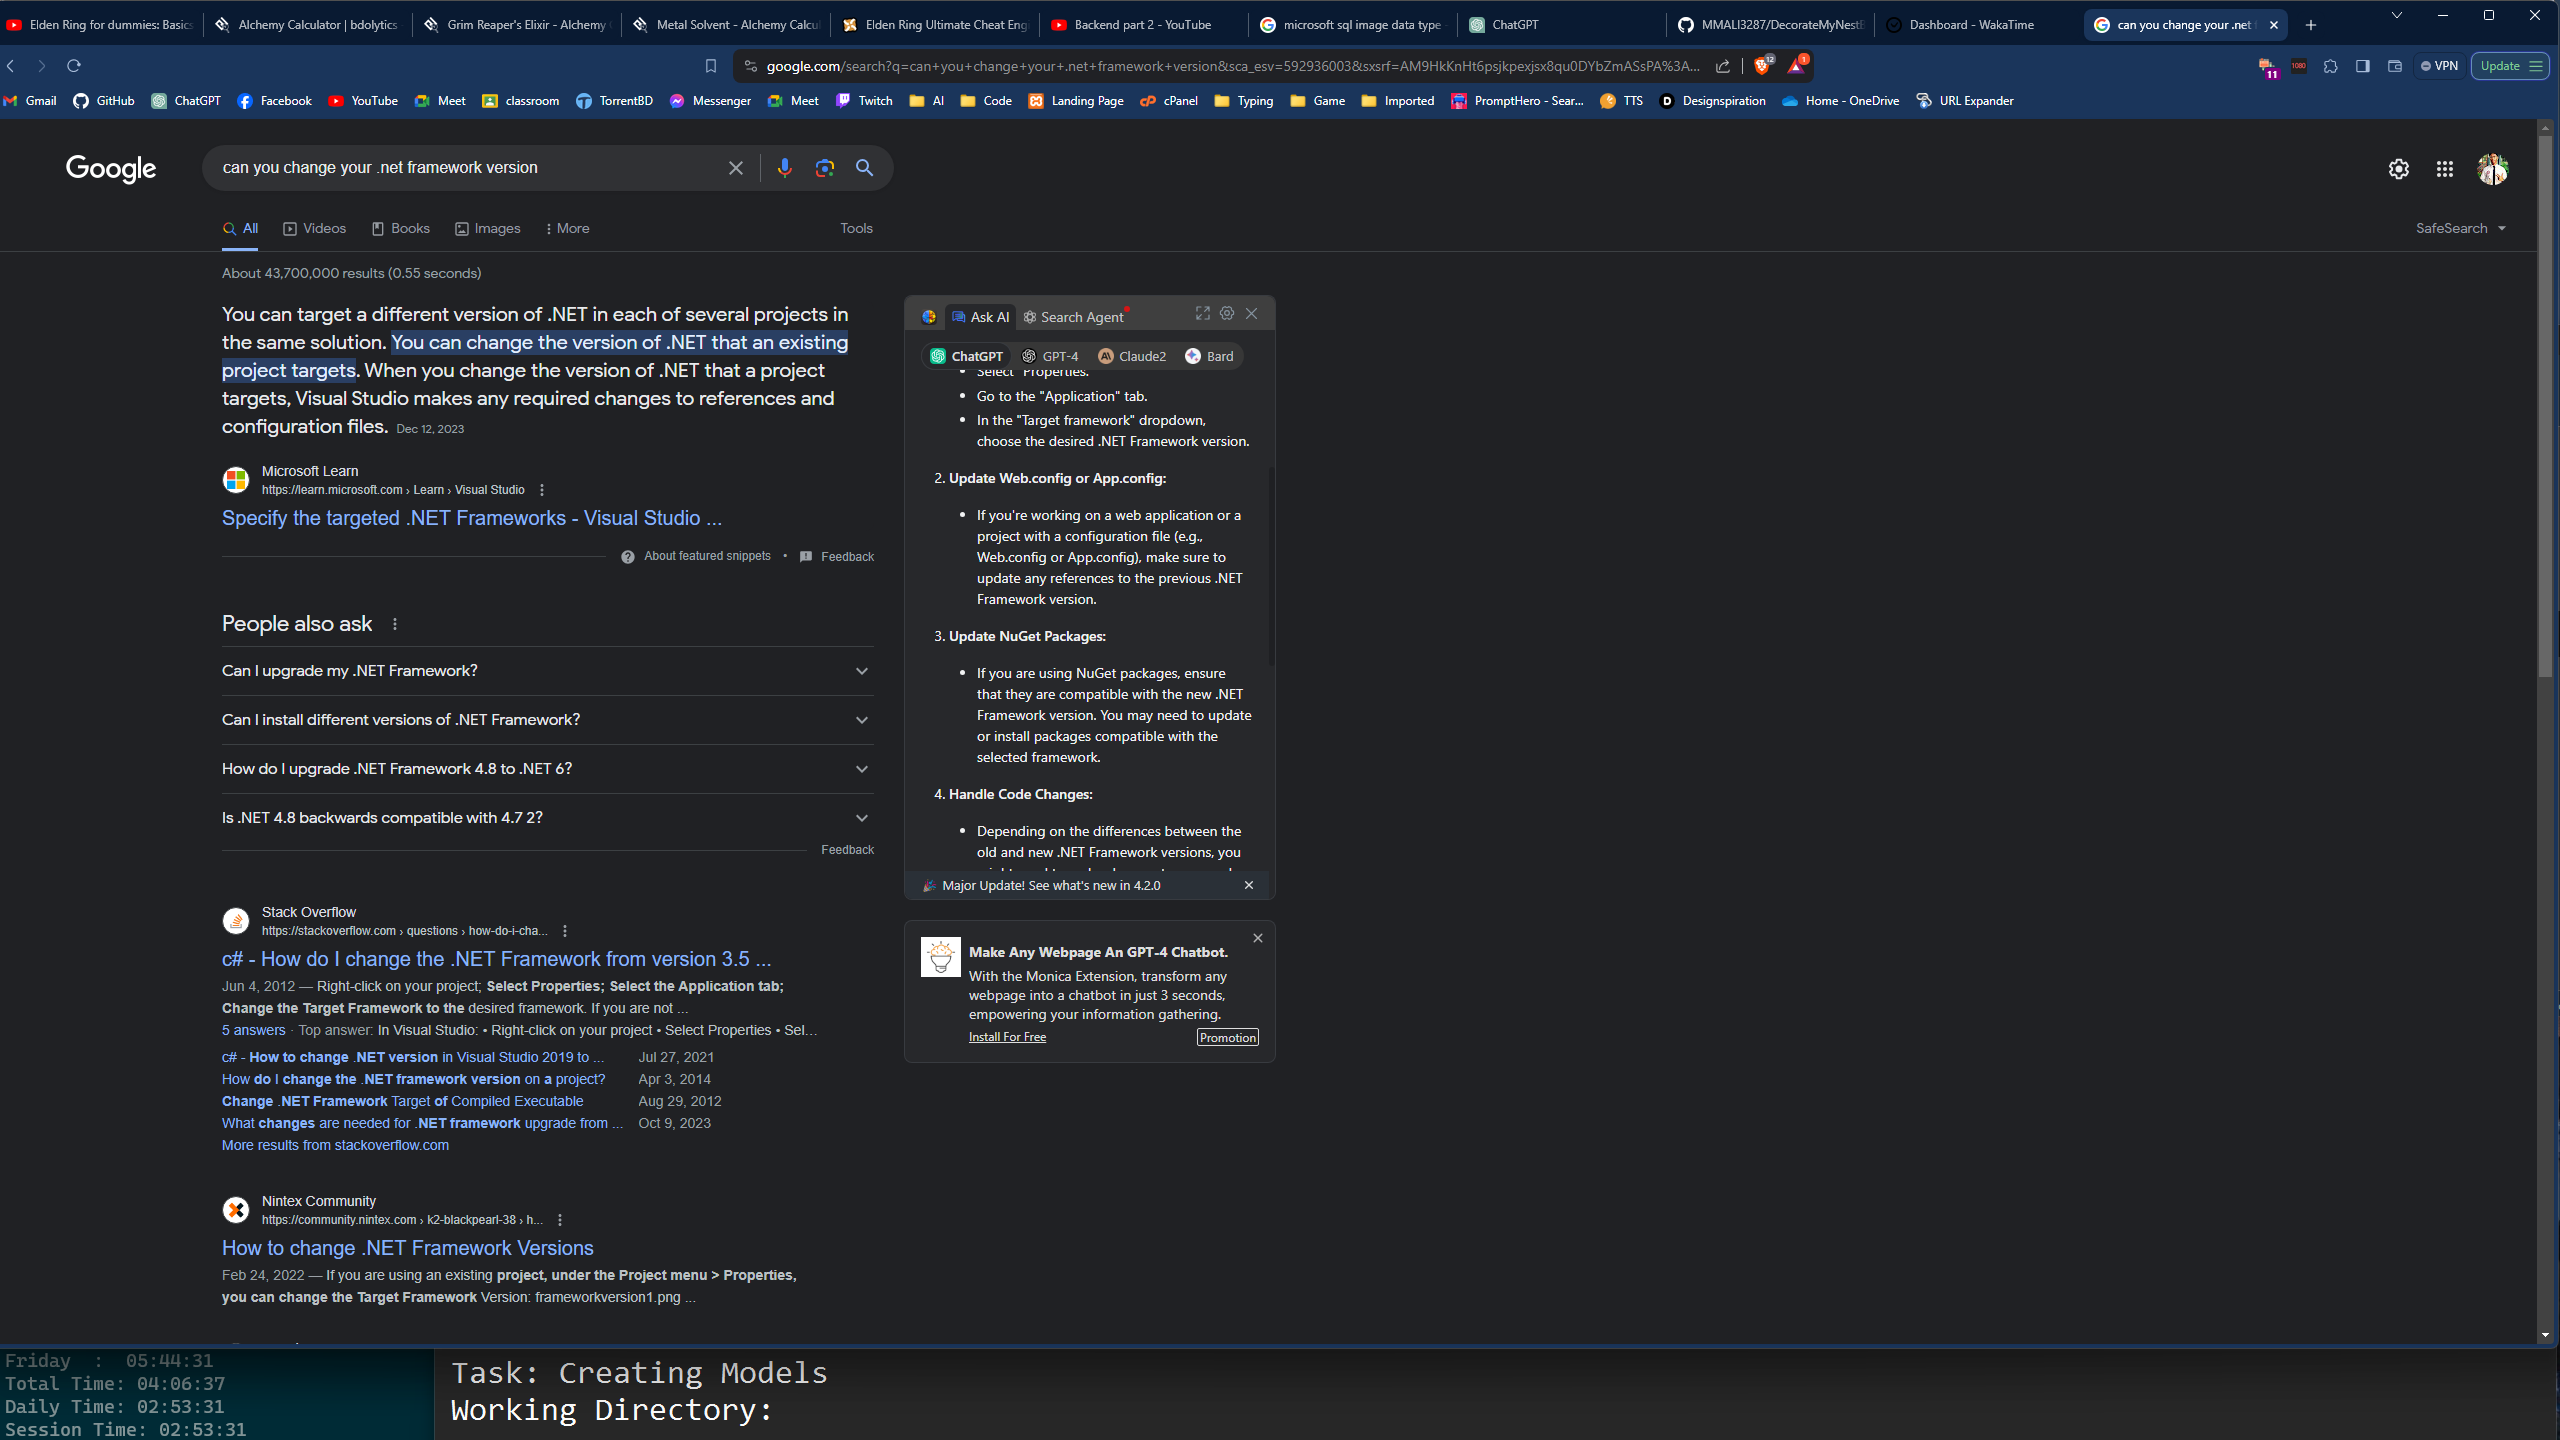 Elden Ring for dummies: Basics
Alchemy Calculator | bdolytics
Grim Reaper's Elixir - Alchemy
Metal Solvent - Alchemy Calcu
Elden Ring Ultimate Cheat Eng
Backend part 2 - YouTube
microsoft sql image data type
ChatGPT
MMALI3287/DecorateMyNest
Dashboard - WakaTime
can you change your .net
google.com/search?q=can+you+change+your+.net+framework+version&sca_esv=592936003&sxsrf=AM9HkKnHt6psjkpexjsx8qu0DYbZmASsPA%3A...
12
1
11
1080
VPN
Update
Gmail
GitHub
ChatGPT
Facebook
YouTube
Meet
classroom
TorrentBD
Messenger
Meet
Twitch
AI
Code
Landing Page
cPanel
Typing
Game
Imported
PromptHero - Sear...
TTS
Designspiration
Home - OneDrive
URL Expander
Google
can you change your .net framework version
All
Videos
Books
Images
More
Tools
SafeSearch
About 43,700,000 results (0.55 seconds)
You can target a different version of .NET in each of several projects in
the same solution. You can change the version of .NET that an existing
project targets. When you change the version of .NET that a project
targets, Visual Studio makes any required changes to references and
configuration files. Dec 12, 2023
Microsoft Learn
https://learn.microsoft.com › Learn › Visual Studio
Specify the targeted .NET Frameworks - Visual Studio ...
About featured snippets • Feedback
People also ask
Can I upgrade my .NET Framework?
Can I install different versions of .NET Framework?
How do I upgrade .NET Framework 4.8 to .NET 6?
Is .NET 4.8 backwards compatible with 4.7 2?
Feedback
Stack Overflow
https://stackoverflow.com › questions › how-do-i-cha...
c# - How do I change the .NET Framework from version 3.5 ...
Jun 4, 2012 — Right-click on your project; Select Properties; Select the Application tab;
Change the Target Framework to the desired framework. If you are not ...
5 answers · Top answer: In Visual Studio: • Right-click on your project • Select Properties • Sel...
c# - How to change .NET version in Visual Studio 2019 to ... Jul 27, 2021
How do I change the .NET framework version on a project? Apr 3, 2014
Change .NET Framework Target of Compiled Executable Aug 29, 2012
What changes are needed for .NET framework upgrade from ... Oct 9, 2023
More results from stackoverflow.com
Nintex Community
https://community.nintex.com › k2-blackpearl-38 › h...
How to change .NET Framework Versions
Feb 24, 2022 — If you are using an existing project, under the Project menu > Properties,
you can change the Target Framework Version: frameworkversion1.png ...
Ask AI
Search Agent
ChatGPT
GPT-4
Claude2
Bard
Select "Properties."
• Go to the "Application" tab.
• In the "Target framework" dropdown,
choose the desired .NET Framework version.
2. Update Web.config or App.config:
• If you're working on a web application or a
project with a configuration file (e.g.,
Web.config or App.config), make sure to
update any references to the previous .NET
Framework version.
3. Update NuGet Packages:
• If you are using NuGet packages, ensure
that they are compatible with the new .NET
Framework version. You may need to update
or install packages compatible with the
selected framework.
4. Handle Code Changes:
• Depending on the differences between the
old and new .NET Framework versions, you
Major Update! See what's new in 4.2.0
Make Any Webpage An GPT-4 Chatbot.
With the Monica Extension, transform any
webpage into a chatbot in just 3 seconds,
empowering your information gathering.
Install For Free
Promotion
Friday : 05:44:31
Total Time: 04:06:37
Daily Time: 02:53:31
Session Time: 02:53:31
Task: Creating Models
Working Directory: